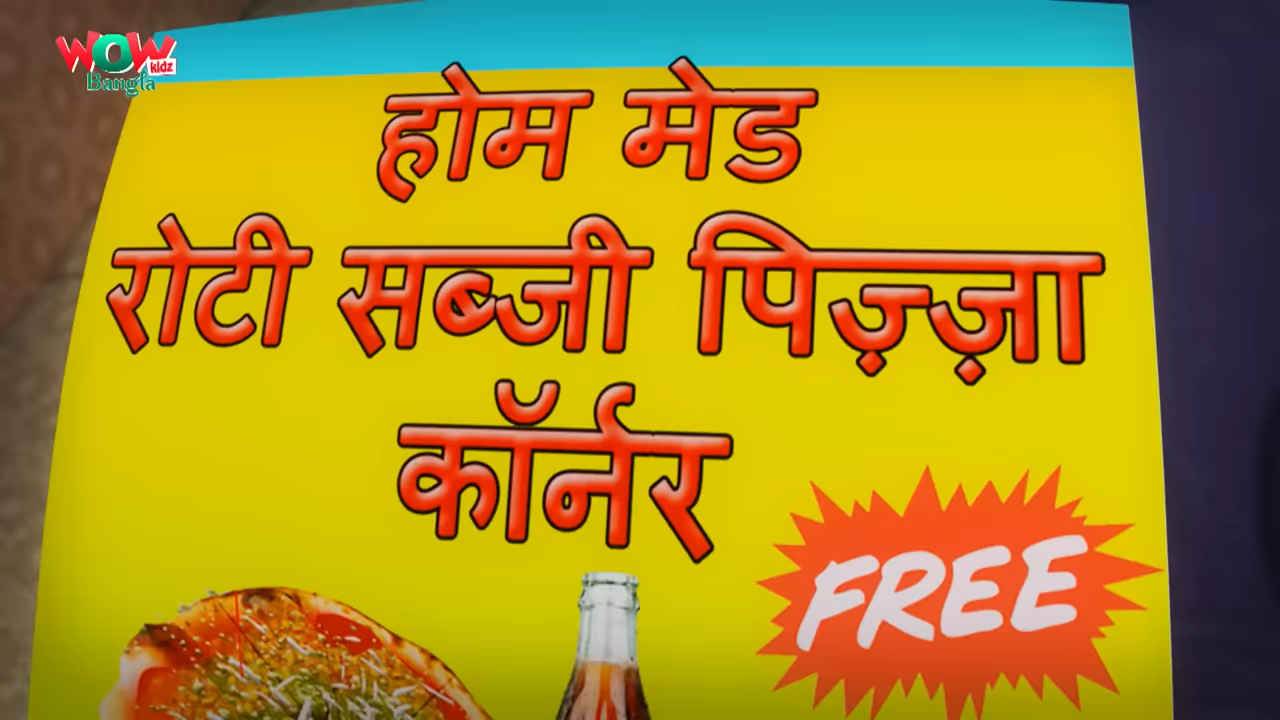 WOW
kidz
Bangla
होम मेड
रोटी सब्जी पिज़्ज़ा
कॉर्नर
FREE